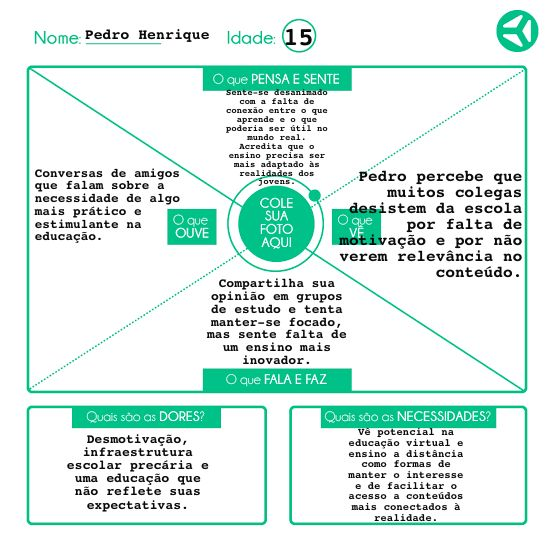 Nome: Pedro Henrique Idade: 15
O que PENSA E SENTE
Sente-se desanimado
com a falta de
conexão entre o que
aprende e o que
poderia ser útil no
mundo real.
Acredita que o
ensino precisa ser
mais adaptado às
realidades dos
jovens.
Conversas de amigos
que falam sobre a
necessidade de algo
mais prático e
estimulante na
educação.
O que
OUVE
COLE
SUA
FOTO
AQUI
O que
VÊ
Pedro percebe que
muitos colegas
desistem da escola
por falta de
motivação e por não
verem relevância no
conteúdo.
Compartilha sua
opinião em grupos
de estudo e tenta
manter-se focado,
mas sente falta de
um ensino mais
inovador.
O que FALA E FAZ
Quais são as DORES?
Desmotivação,
infraestrutura
escolar precária e
uma educação que
não reflete suas
expectativas.
Quais são as NECESSIDADES?
Vê potencial na
educação virtual e
ensino a distância
como formas de
manter o interesse
e de facilitar o
acesso a conteúdos
mais conectados à
realidade.